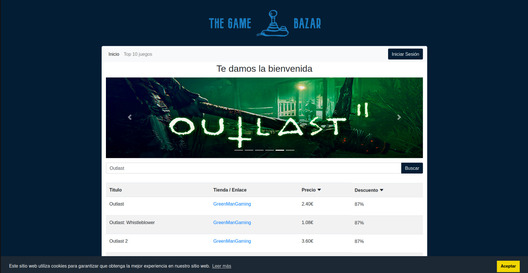 THE GAME BAZAR
Inicio Top 10 juegos Iniciar Sesión
Te damos la bienvenida
OUTLAST II
Outlast Buscar
Título Tienda / Enlace Precio Descuento
Outlast GreenManGaming 2.40€ 87%
Outlast: Whistleblower GreenManGaming 1.08€ 87%
Outlast 2 GreenManGaming 3.60€ 87%
Este sitio web utiliza cookies para garantizar que obtenga la mejor experiencia en nuestro sitio web. Leer más Aceptar